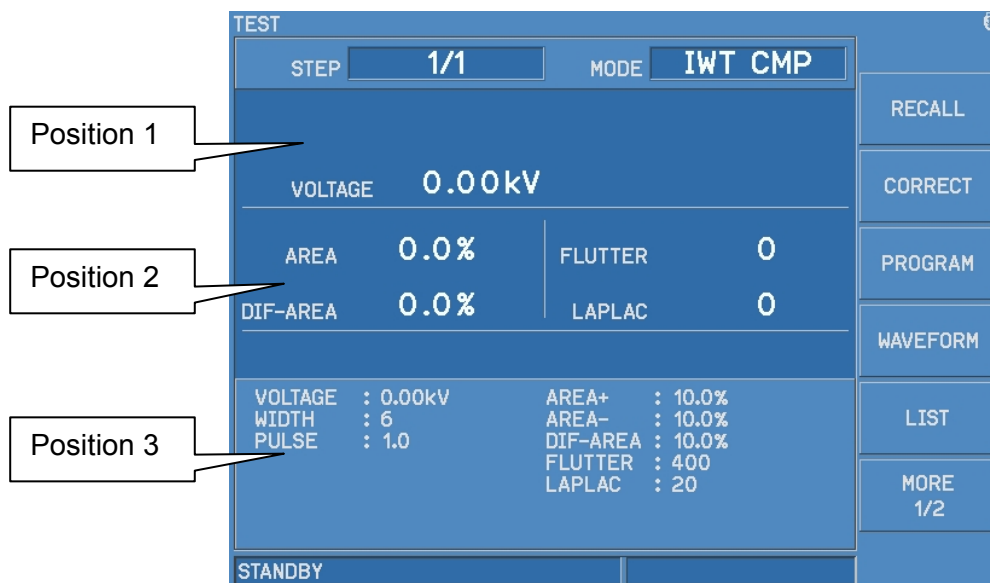 TEST
STEP 1/1 MODE IWT CMP
Position 1
VOLTAGE 0.00kV
AREA 0.0% FLUTTER 0
Position 2
DIF-AREA 0.0% LAPLAC 0
VOLTAGE : 0.00kV AREA+ : 10.0%
WIDTH : 6 AREA- : 10.0%
PULSE : 1.0 DIF-AREA : 10.0%
Position 3
FLUTTER : 400
LAPLAC : 20
STANDBY
RECALL
CORRECT
PROGRAM
WAVEFORM
LIST
MORE
1/2